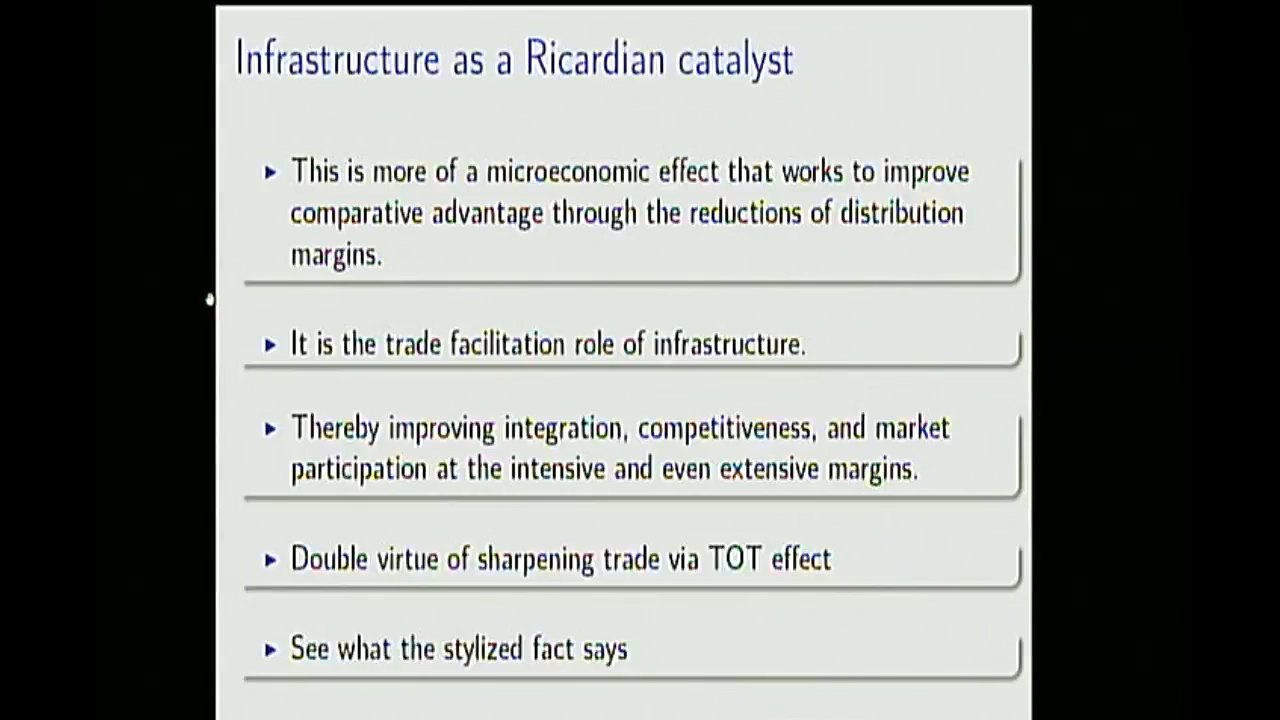 Infrastructure as a Ricardian catalyst
This is more of a microeconomic effect that works to improve
comparative advantage through the reductions of distribution
margins.
It is the trade facilitation role of infrastructure.
Thereby improving integration, competitiveness, and market
participation at the intensive and even extensive margins.
Double virtue of sharpening trade via TOT effect
See what the stylized fact says